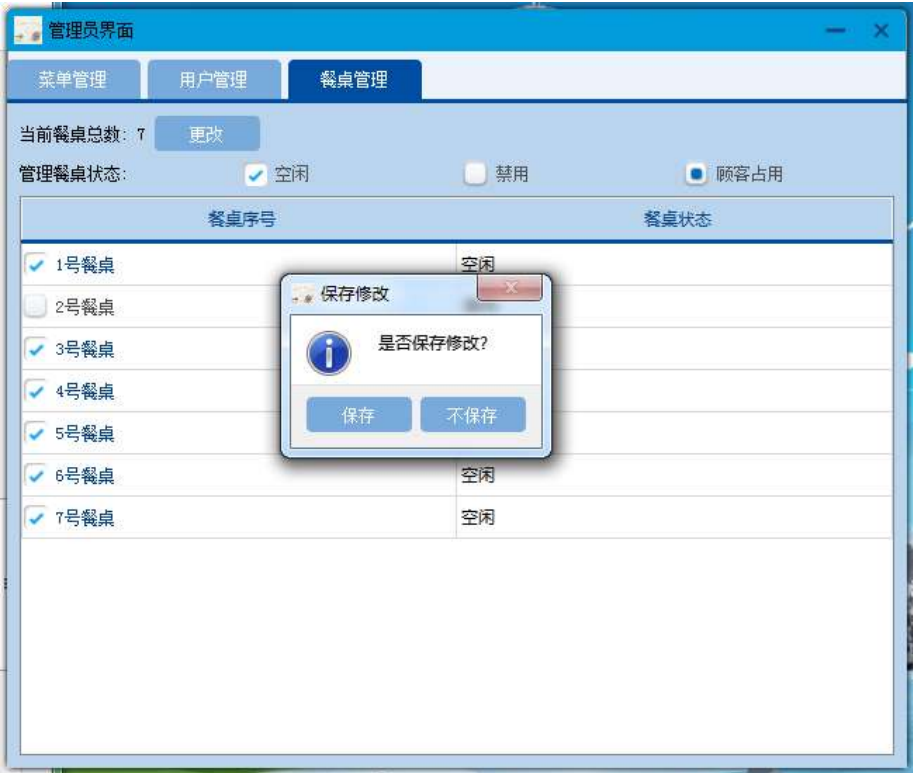 管理员界面
菜单管理 用户管理 餐桌管理
当前餐桌总数: 7 更改
管理餐桌状态: 空闲 禁用 顾客占用
餐桌序号 餐桌状态
1号餐桌 空闲
2号餐桌
3号餐桌
4号餐桌
5号餐桌
6号餐桌 空闲
7号餐桌 空闲
保存修改
是否保存修改?
保存 不保存